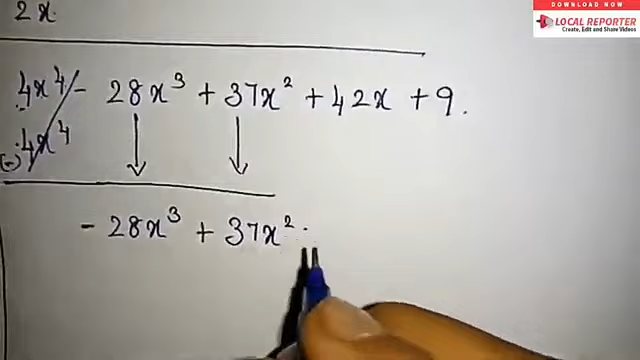 DOWNLOAD NOW
LOCAL REPORTER
Create, Edit and Share Videos
2x
4x⁴ - 28x³ + 37x² + 42x + 9.
(-) 4x⁴
- 28x³ + 37x²